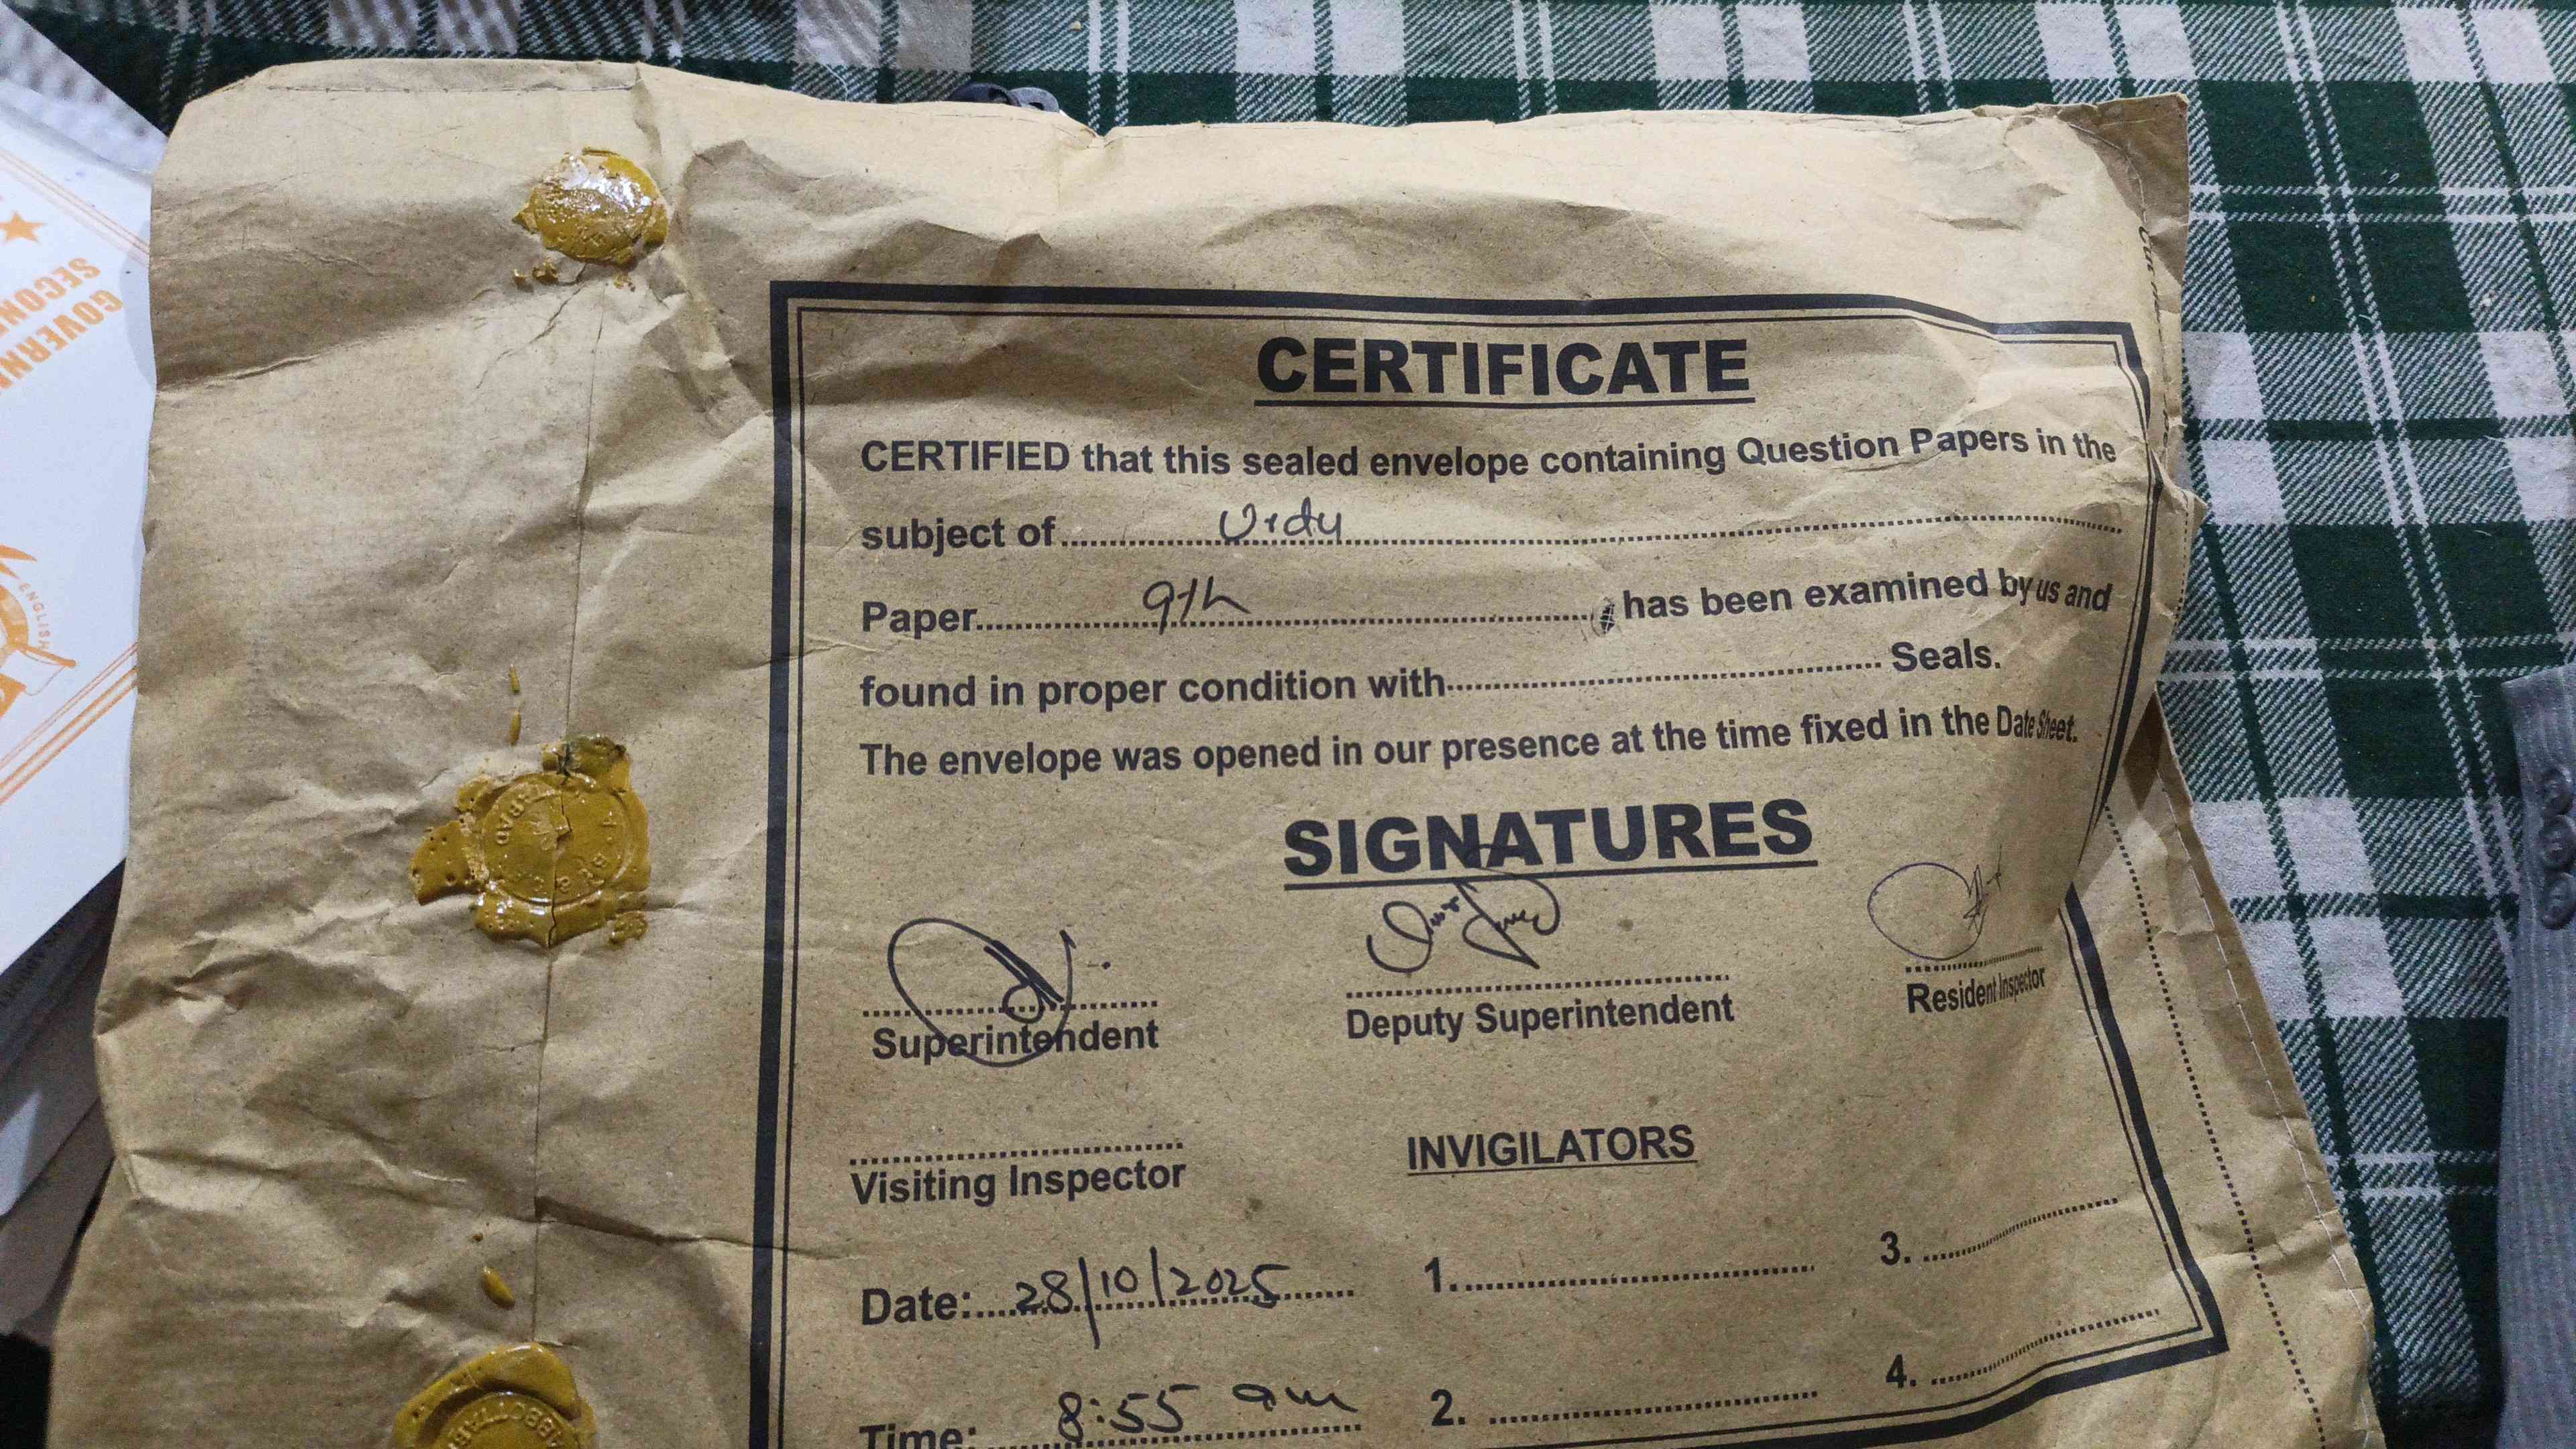 CERTIFICATE
CERTIFIED that this sealed envelope containing Question Papers in the
subject of Urdu
Paper 9th has been examined by us and
found in proper condition with Seals.
The envelope was opened in our presence at the time fixed in the Date Sheet.
SIGNATURES
Superintendent Deputy Superintendent Resident Inspector
Visiting Inspector INVIGILATORS
Date: 28/10/2025 1. 3.
Time: 8:55 am 2. 4.
ENGLISH